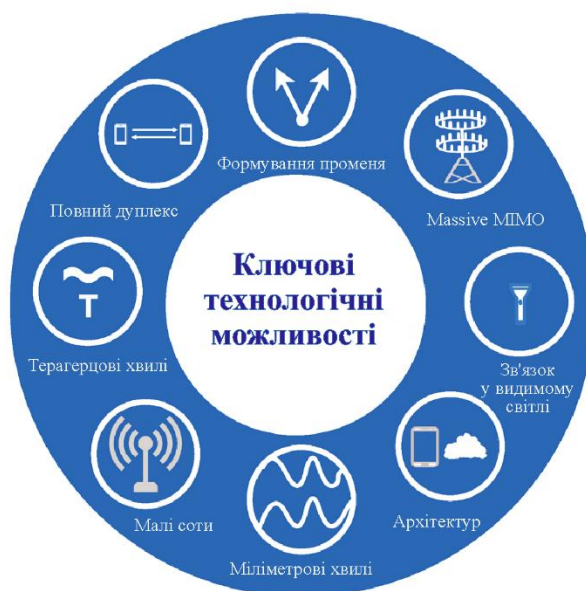 Ключові
технологічні
можливості
Формування променя
Massive MIMO
Зв'язок
у видимому
світлі
Архітектур
Міліметрові хвилі
Малі соти
Терагерцові хвилі
T
Повний дуплекс